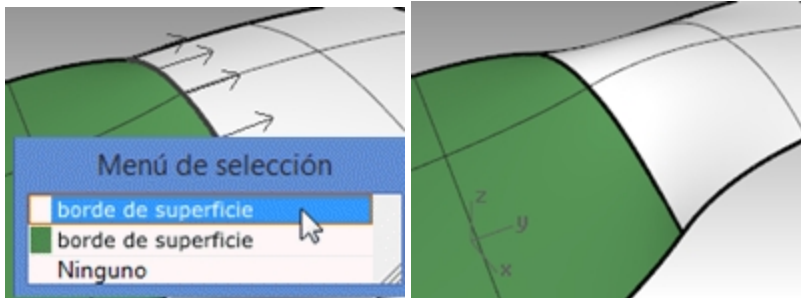 Menú de selección
borde de superficie
borde de superficie
Ninguno
z
y
x